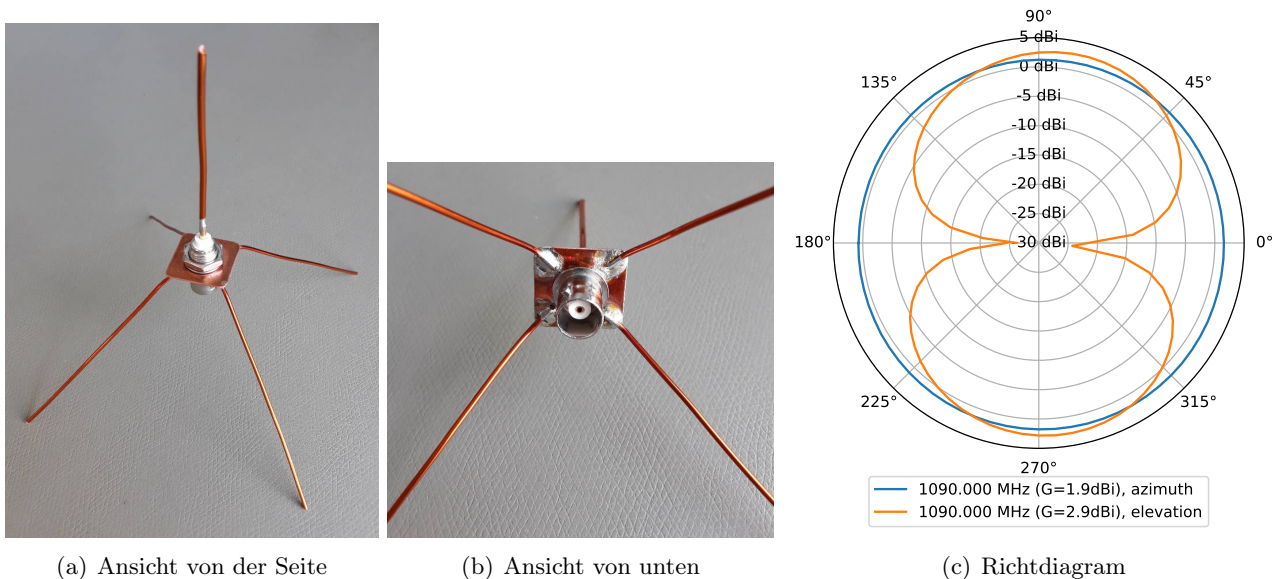 90°
5 dBi
0 dBi
135°
45°
-5 dBi
-10 dBi
-15 dBi
-20 dBi
-25 dBi
180°
-30 dBi
0°
225°
315°
270°
1090.000 MHz (G=1.9dBi), azimuth
1090.000 MHz (G=2.9dBi), elevation
(a) Ansicht von der Seite
(b) Ansicht von unten
(c) Richtdiagram